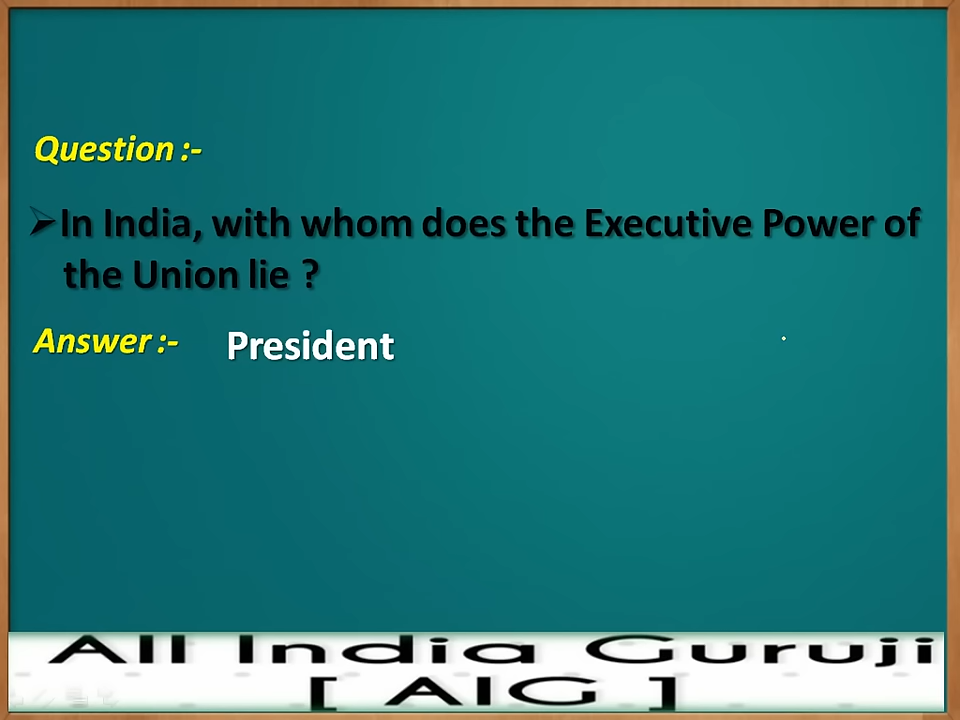 Question :-
➢In India, with whom does the Executive Power of
the Union lie ?
Answer :- President
All India Guruji
[ AIG ]